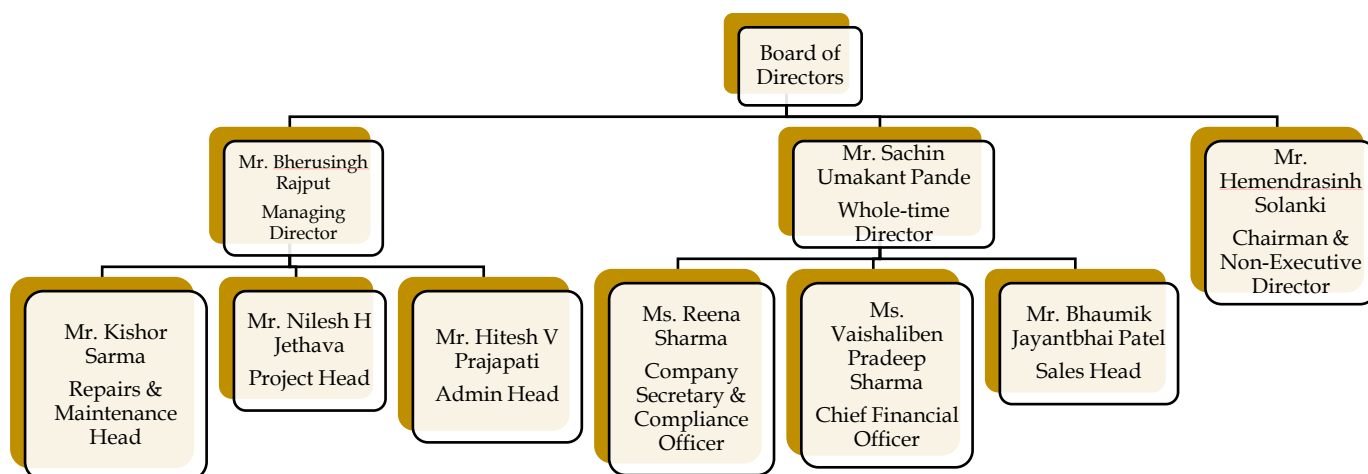 Board of
Directors
Mr. Bherusingh
Rajput
Managing
Director
Mr. Sachin
Umakant Pande
Whole-time
Director
Mr.
Hemendrasinh
Solanki
Chairman &
Non-Executive
Director
Mr. Kishor
Sarma
Repairs &
Maintenance
Head
Mr. Nilesh H
Jethava
Project Head
Mr. Hitesh V
Prajapati
Admin Head
Ms. Reena
Sharma
Company
Secretary &
Compliance
Officer
Ms.
Vaishaliben
Pradeep
Sharma
Chief Financial
Officer
Mr. Bhaumik
Jayantbhai Patel
Sales Head